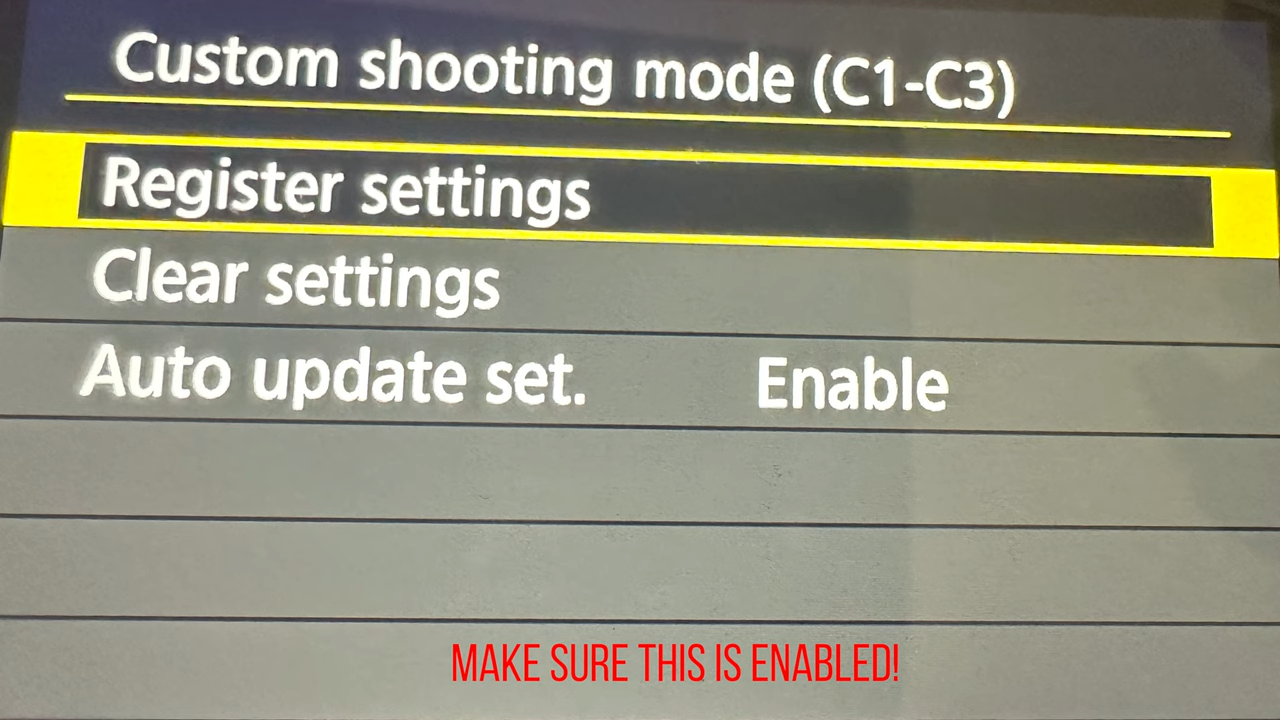 Custom shooting mode (C1-C3)
Register settings
Clear settings
Auto update set. Enable
MAKE SURE THIS IS ENABLED!